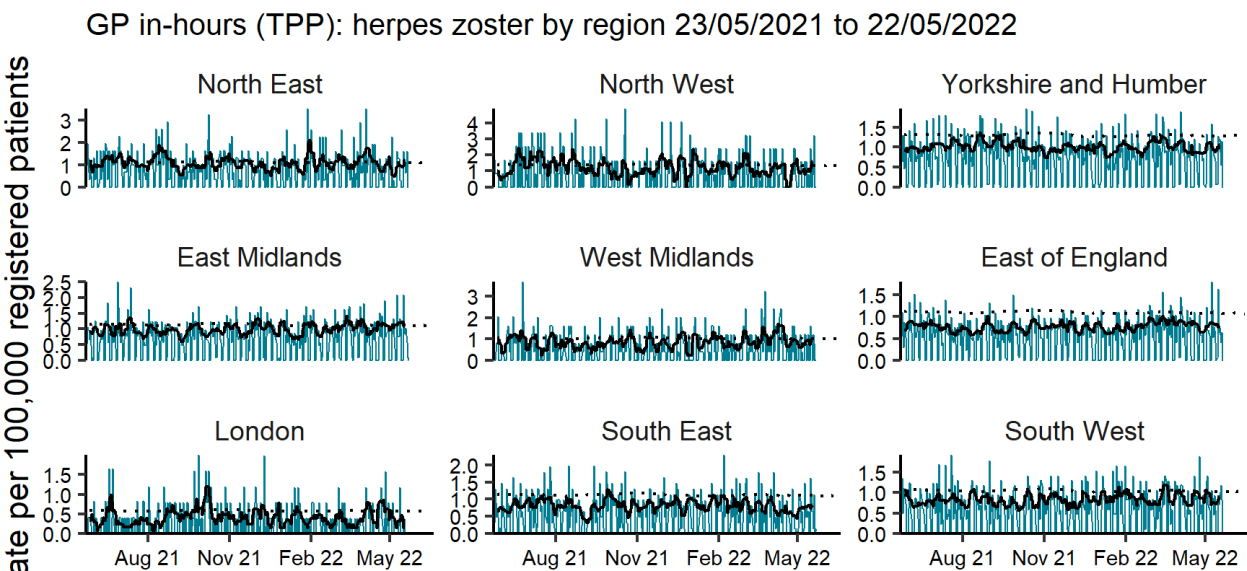 GP in-hours (TPP): herpes zoster by region 23/05/2021 to 22/05/2022
ate per 100,000 registered patients
North East
3
2
1
0
North West
4
3
2
1
0
Yorkshire and Humber
1.5
1.0
0.5
0.0
East Midlands
2.5
2.0
1.5
1.0
0.5
0.0
West Midlands
3
2
1
0
East of England
1.5
1.0
0.5
0.0
London
1.5
1.0
0.5
0.0
South East
2.0
1.5
1.0
0.5
0.0
South West
1.5
1.0
0.5
0.0
Aug 21 Nov 21 Feb 22 May 22
Aug 21 Nov 21 Feb 22 May 22
Aug 21 Nov 21 Feb 22 May 22